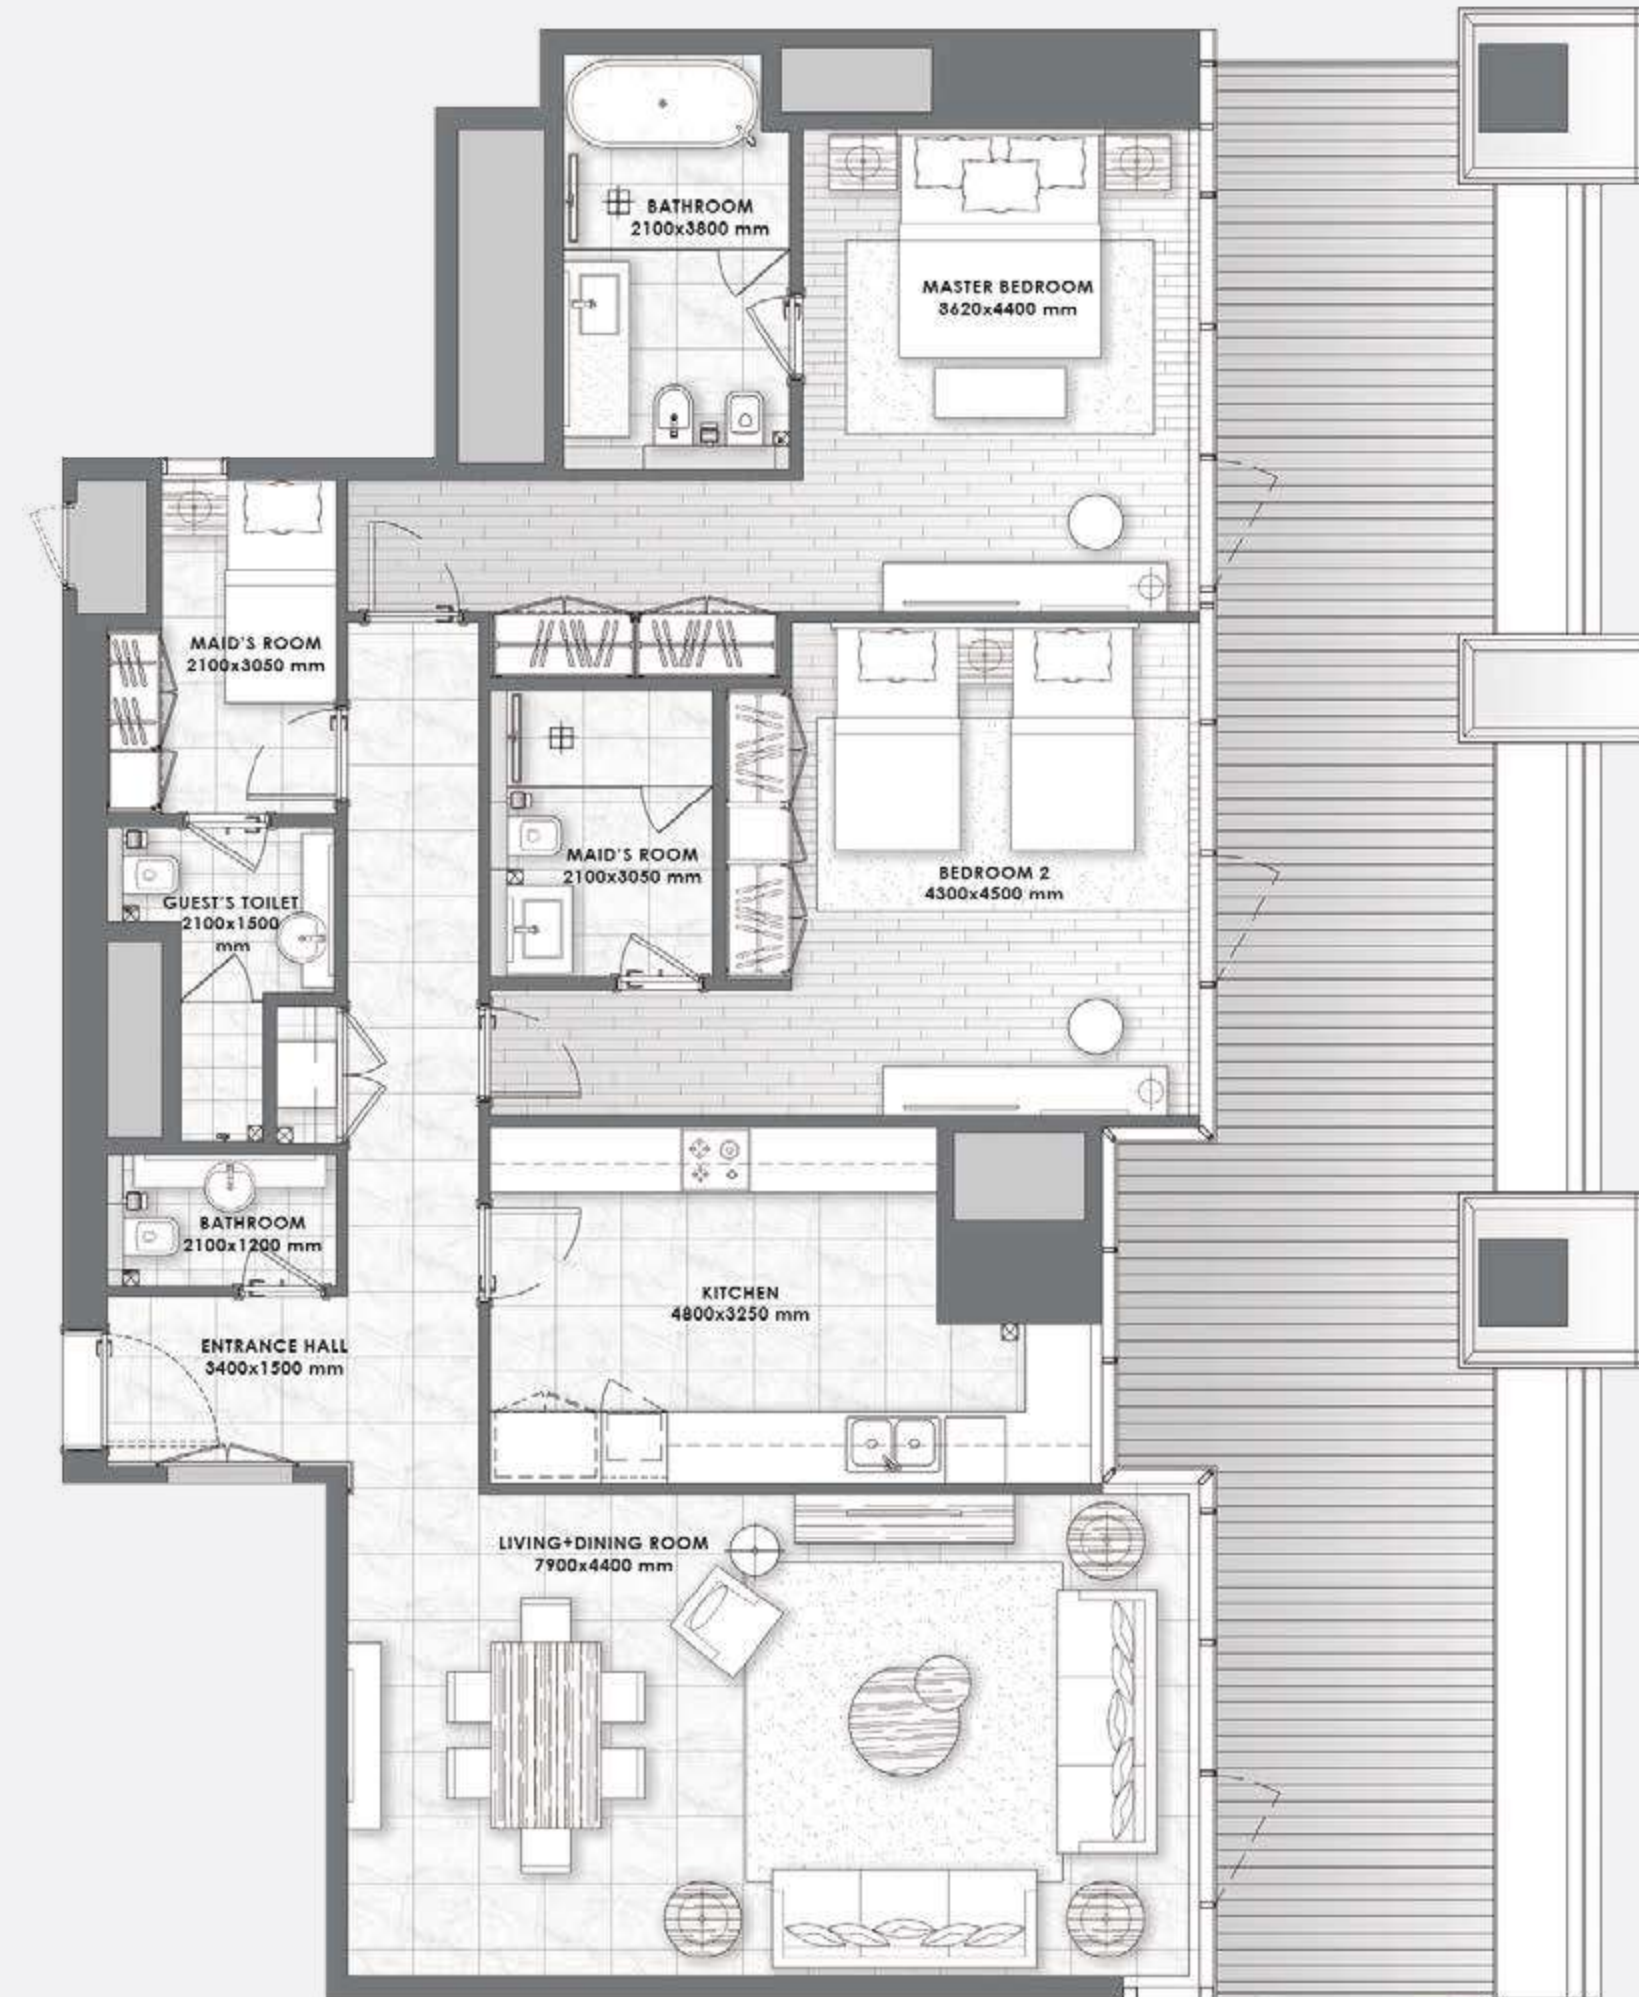 BATHROOM
2100x3800 mm
MASTER BEDROOM
3620x4400 mm
MAID'S ROOM
2100x3050 mm
MAID'S ROOM
2100x3050 mm
BEDROOM 2
4300x4500 mm
GUEST'S TOILET
2100x1500
mm
BATHROOM
2100x1200 mm
KITCHEN
4800x3250 mm
ENTRANCE HALL
3400x1500 mm
LIVING+DINING ROOM
7900x4400 mm